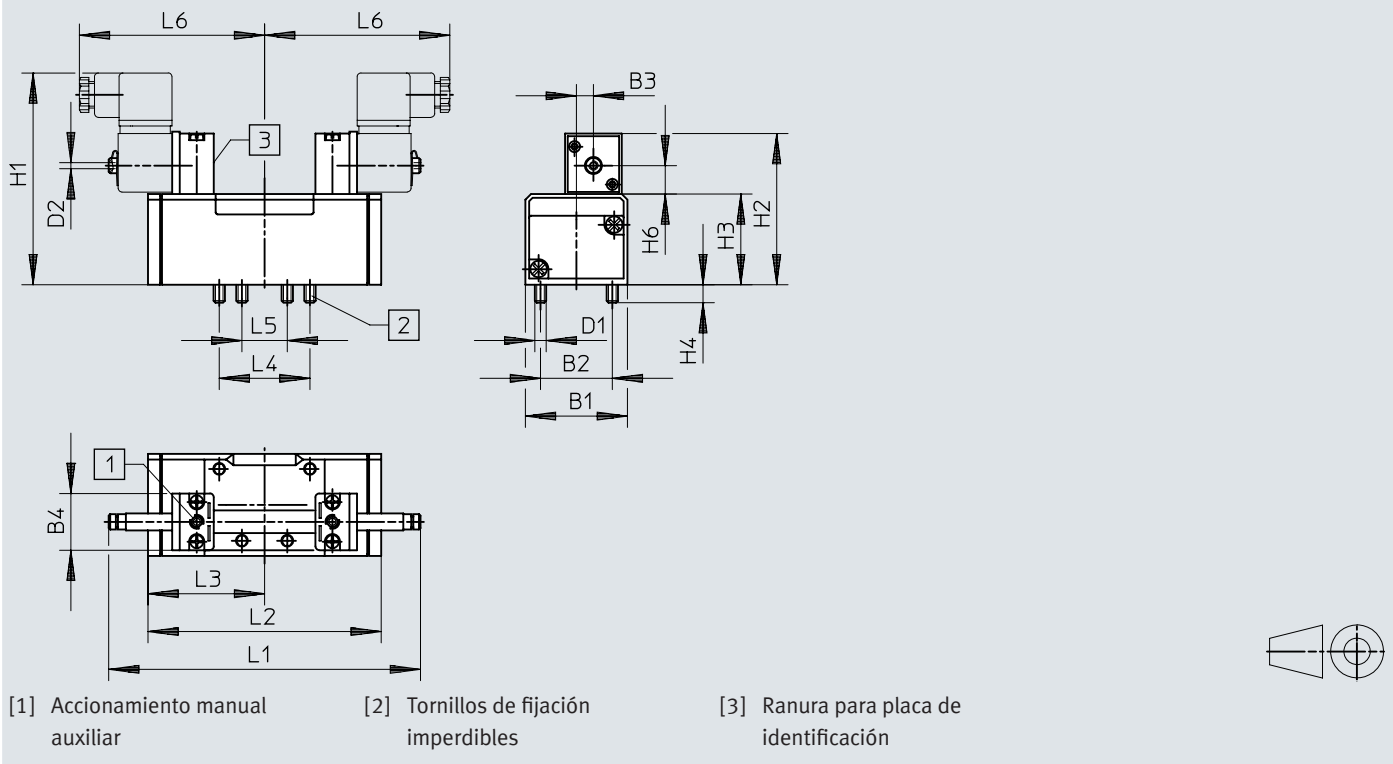 L6
L6
B3
3
H1
D2
H6
H3
H2
2
L5
L4
D1
B2
B1
H4
1
B4
L3
L2
L1
[1] Accionamiento manual
auxiliar
[2] Tornillos de fijación
imperdibles
[3] Ranura para placa de
identificación